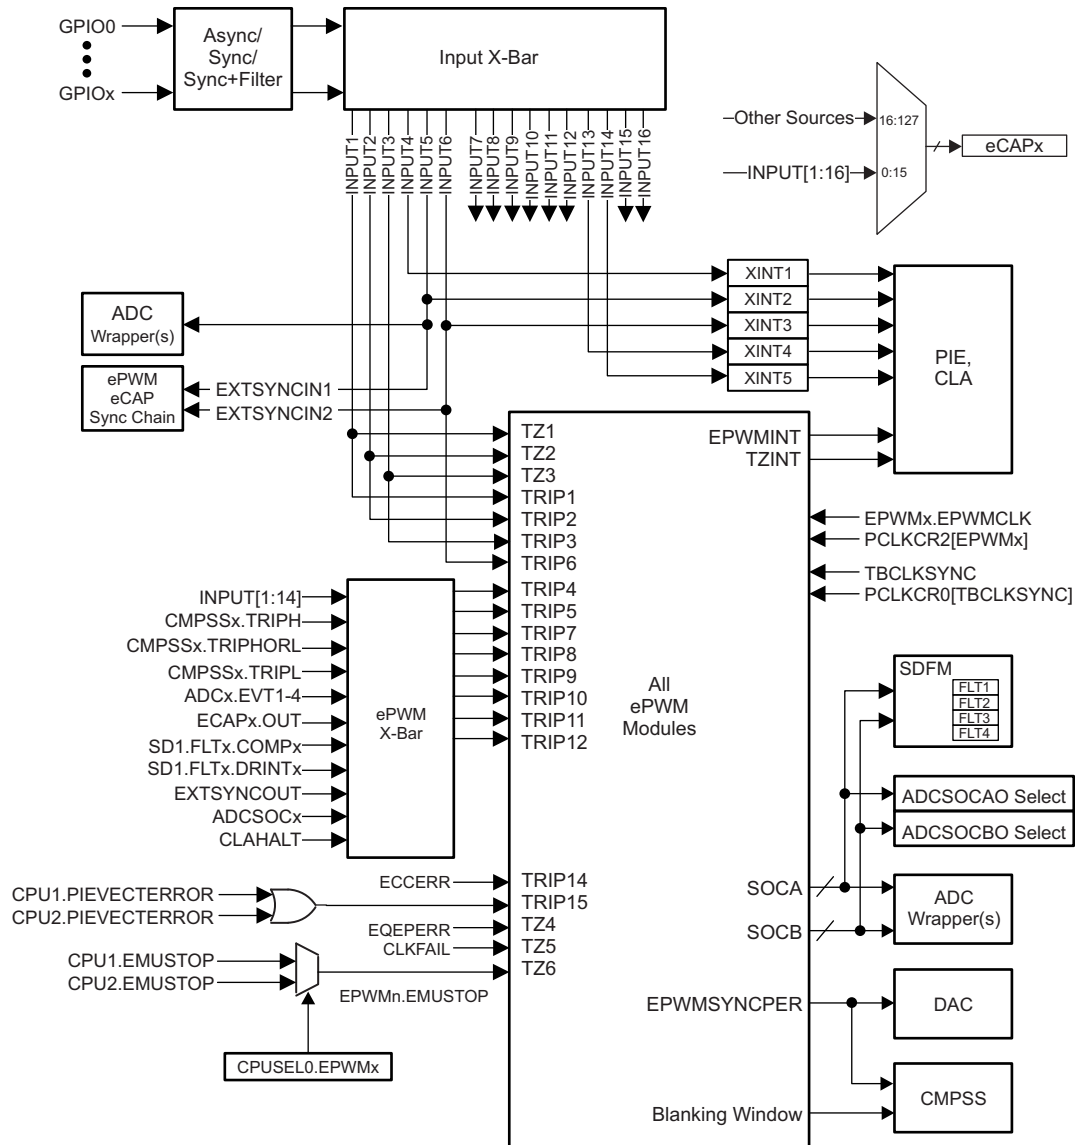 GPIO0
GPIOx
Async/
Sync/
Sync+Filter
Input X-Bar
INPUT1
INPUT2
INPUT3
INPUT4
INPUT5
INPUT6
INPUT7
INPUT8
INPUT9
INPUT10
INPUT11
INPUT12
INPUT13
INPUT14
INPUT15
INPUT16
Other Sources
16:127
INPUT[1:16]
0:15
eCAPx
XINT1
XINT2
XINT3
XINT4
XINT5
PIE,
CLA
ADC
Wrapper(s)
ePWM
eCAP
Sync Chain
EXTSYNCIN1
EXTSYNCIN2
TZ1
TZ2
TZ3
TRIP1
TRIP2
TRIP3
TRIP6
TRIP4
TRIP5
TRIP7
TRIP8
TRIP9
TRIP10
TRIP11
TRIP12
EPWMINT
TZINT
EPWMx.EPWMCLK
PCLKCR2[EPWMx]
TBCLKSYNC
PCLKCR0[TBCLKSYNC]
INPUT[1:14]
CMPSSx.TRIPH
CMPSSx.TRIPHORL
CMPSSx.TRIPL
ADCx.EVT1-4
ECAPx.OUT
SD1.FLTx.COMPx
SD1.FLTx.DRINTx
EXTSYNCOUT
ADCSOCx
CLAHALT
ePWM
X-Bar
All
ePWM
Modules
SDFM
FLT1
FLT2
FLT3
FLT4
ADCSOCAO Select
ADCSOCBO Select
CPU1.PIEVECTERROR
CPU2.PIEVECTERROR
ECCERR
EQEPERR
CLKFAIL
TRIP14
TRIP15
TZ4
TZ5
TZ6
CPU1.EMUSTOP
CPU2.EMUSTOP
EPWMn.EMUSTOP
CPUSEL0.EPWMx
SOCA
SOCB
ADC
Wrapper(s)
EPWMSYNCPER
DAC
CMPSS
Blanking Window